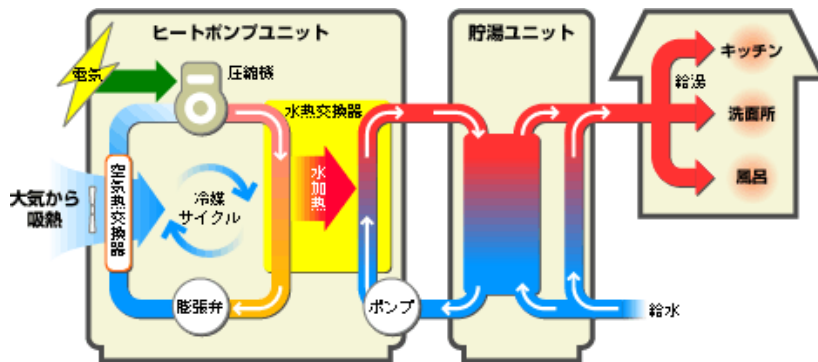 ヒートポンプユニット
貯湯ユニット
電気
圧縮機
水熱交換器
キッチン
給湯
洗面所
風呂
大気から
吸熱
空気熱交換器
冷媒
サイクル
水加熱
膨張弁
ポンプ
給水